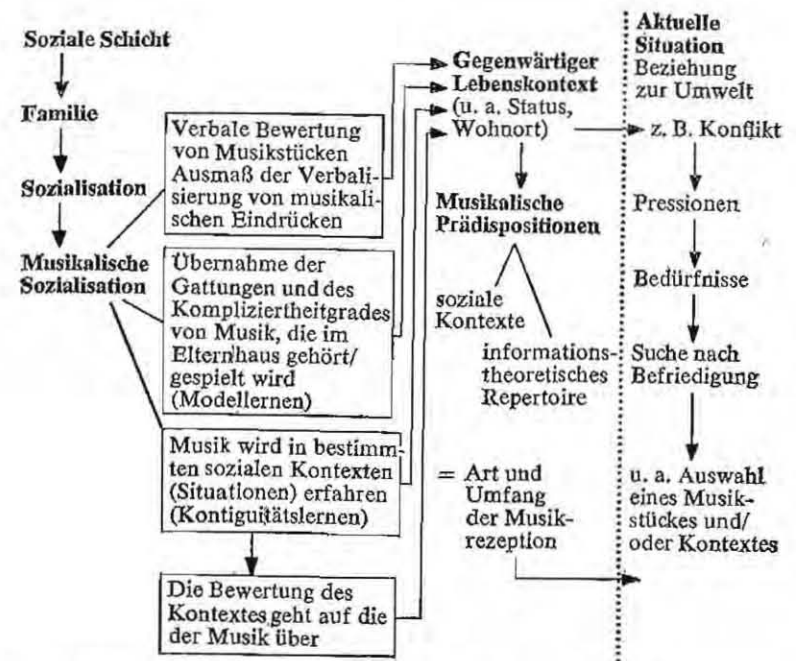 Soziale Schicht
Familie
Sozialisation
Musikalische
Sozialisation
Verbale Bewertung
von Musikstücken
Ausmaß der Verbali-
sierung von musikali-
schen Eindrücken
Übernahme der
Gattungen und des
Kompliziertheitgrades
von Musik, die im
Elternhaus gehört/
gespielt wird
(Modellernen)
Musik wird in bestimm-
ten sozialen Kontexten
(Situationen) erfahren
(Kontiguitätslernen)
Die Bewertung des
Kontextes geht auf die
der Musik über
Gegenwärtiger
Lebenskontext
(u. a. Status,
Wohnort)
Musikalische
Prädispositionen
soziale
Kontexte
informations-
theoretisches
Repertoire
= Art und
Umfang
der Musik-
rezeption
Aktuelle
Situation
Beziehung
zur Umwelt
z. B. Konflikt
Pressionen
Bedürfnisse
Suche nach
Befriedigung
u. a. Auswahl
eines Musik-
stückes und/
oder Kontextes